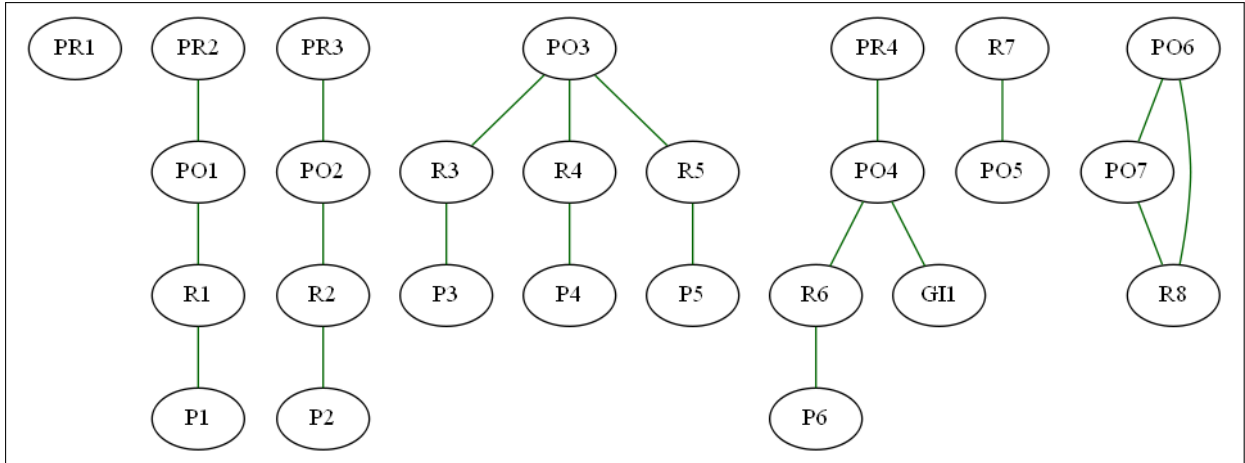 PR1 PR2 PR3 PO3 PR4 R7 PO6
PO1 PO2 R3 R4 R5 PO4 PO5 PO7
R1 R2 P3 P4 P5 R6 GI1 R8
P1 P2 P6